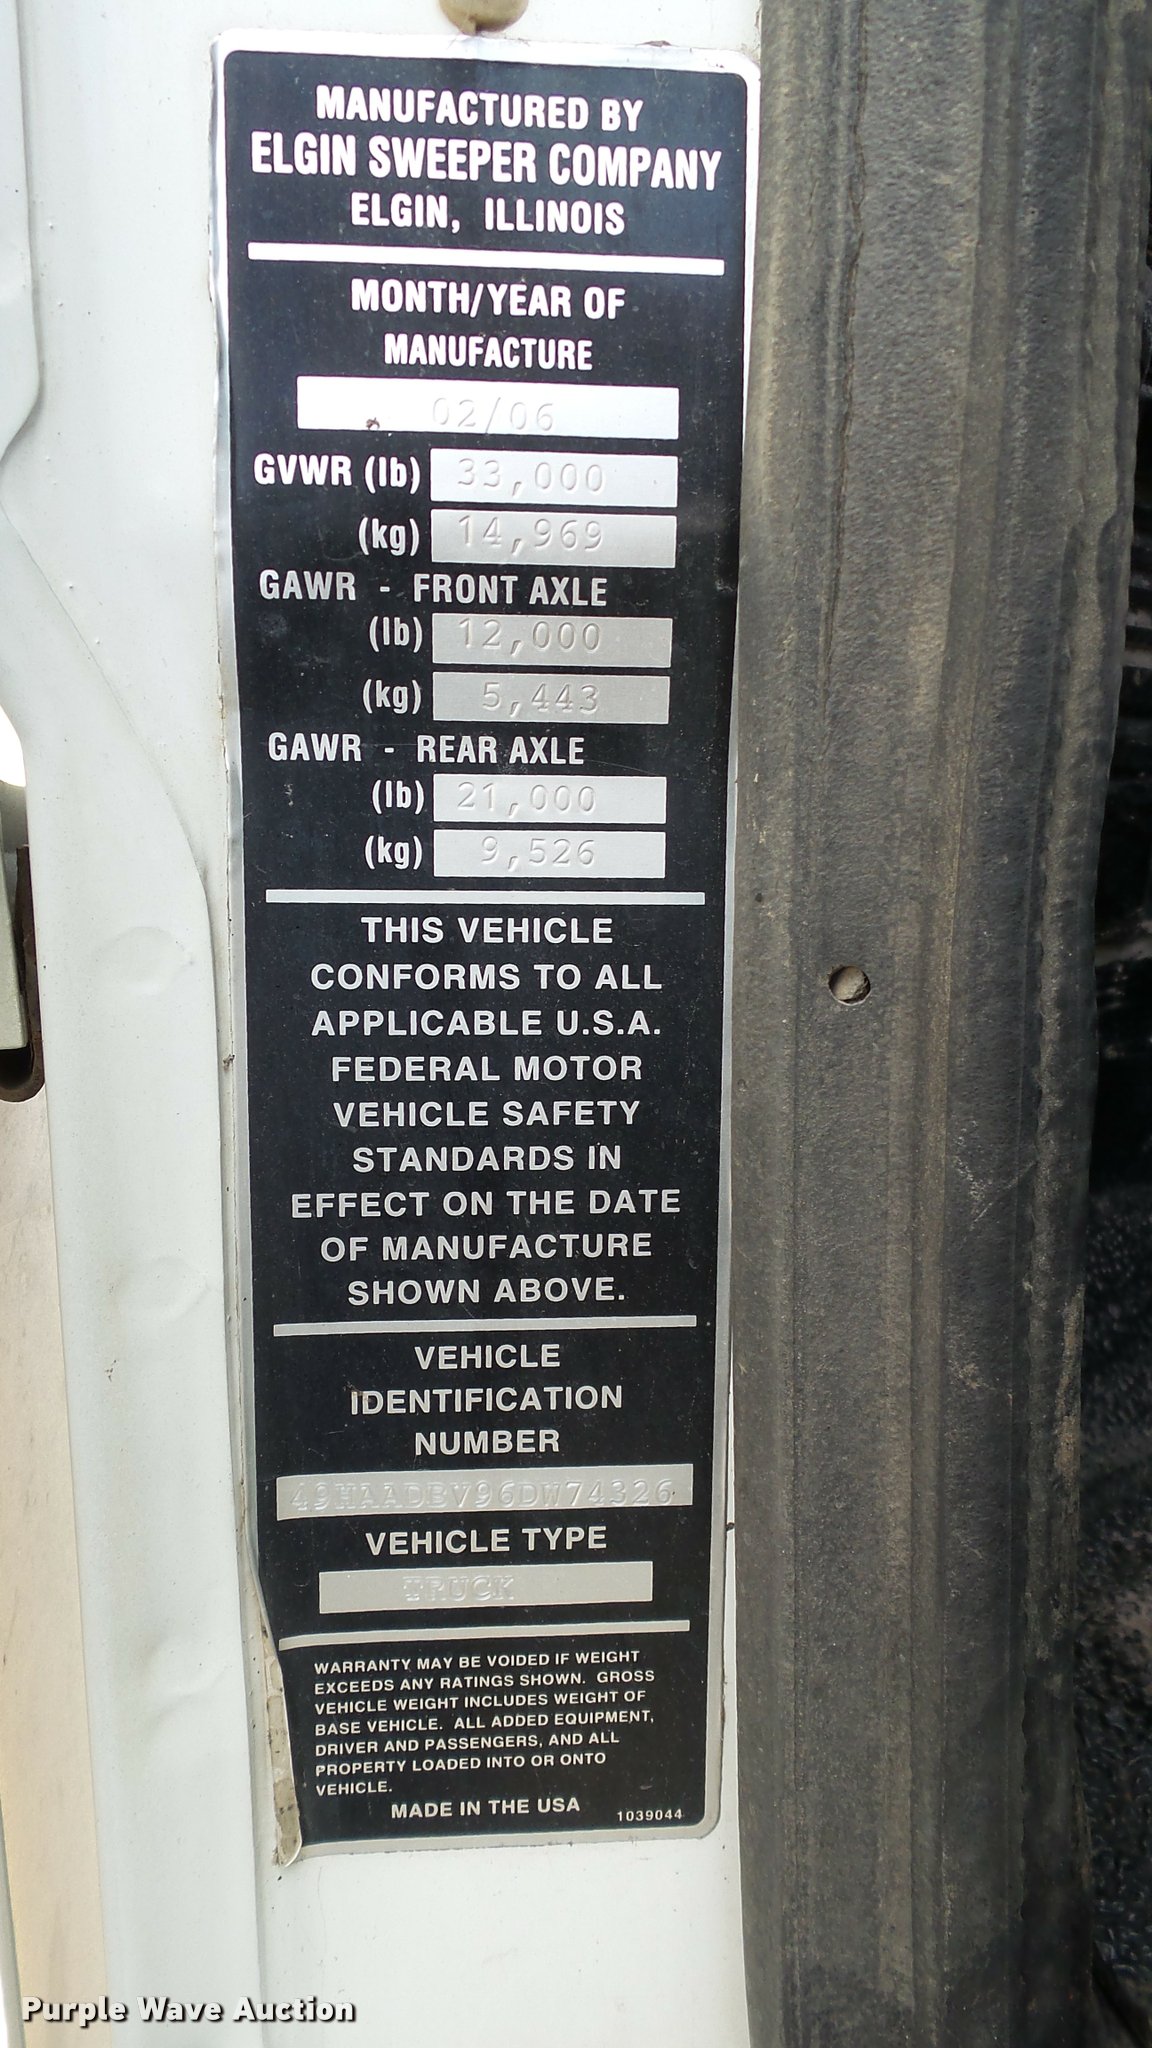 MANUFACTURED BY
ELGIN SWEEPER COMPANY
ELGIN, ILLINOIS
MONTH/YEAR OF
MANUFACTURE
02/06
GVWR (lb) 33,000
(kg) 14,969
GAWR - FRONT AXLE
(lb) 12,000
(kg) 5,443
GAWR - REAR AXLE
(lb) 21,000
(kg) 9,526
THIS VEHICLE
CONFORMS TO ALL
APPLICABLE U.S.A.
FEDERAL MOTOR
VEHICLE SAFETY
STANDARDS IN
EFFECT ON THE DATE
OF MANUFACTURE
SHOWN ABOVE.
VEHICLE
IDENTIFICATION
NUMBER
49HAADBV96DW74326
VEHICLE TYPE
TRUCK
WARRANTY MAY BE VOIDED IF WEIGHT
EXCEEDS ANY RATINGS SHOWN. GROSS
VEHICLE WEIGHT INCLUDES WEIGHT OF
BASE VEHICLE. ALL ADDED EQUIPMENT,
DRIVER AND PASSENGERS, AND ALL
PROPERTY LOADED INTO OR ONTO
VEHICLE.
MADE IN THE USA 1039044
Purple Wave Auction